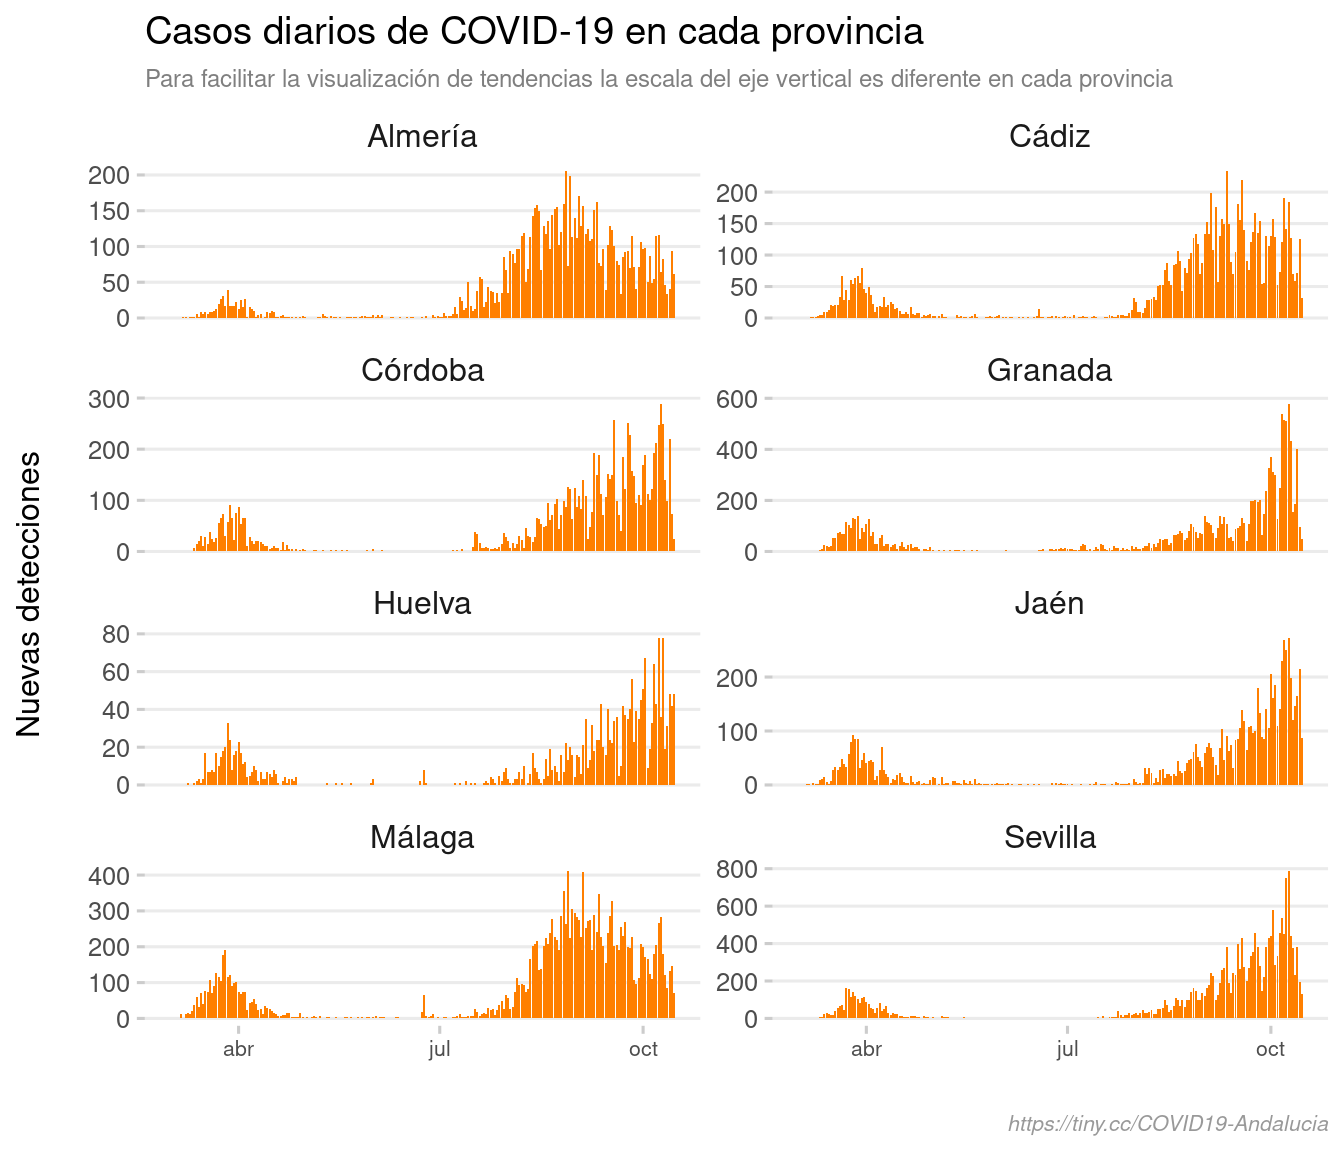 Casos diarios de COVID-19 en cada provincia
Para facilitar la visualización de tendencias la escala del eje vertical es diferente en cada provincia
Nuevas detecciones
Almería
200
150
100
50
0
Cádiz
200
150
100
50
0
Córdoba
300
200
100
0
Granada
600
400
200
0
Huelva
80
60
40
20
0
Jaén
200
100
0
Málaga
400
300
200
100
0
Sevilla
800
600
400
200
0
abr jul oct
abr jul oct
https://tiny.cc/COVID19-Andalucia